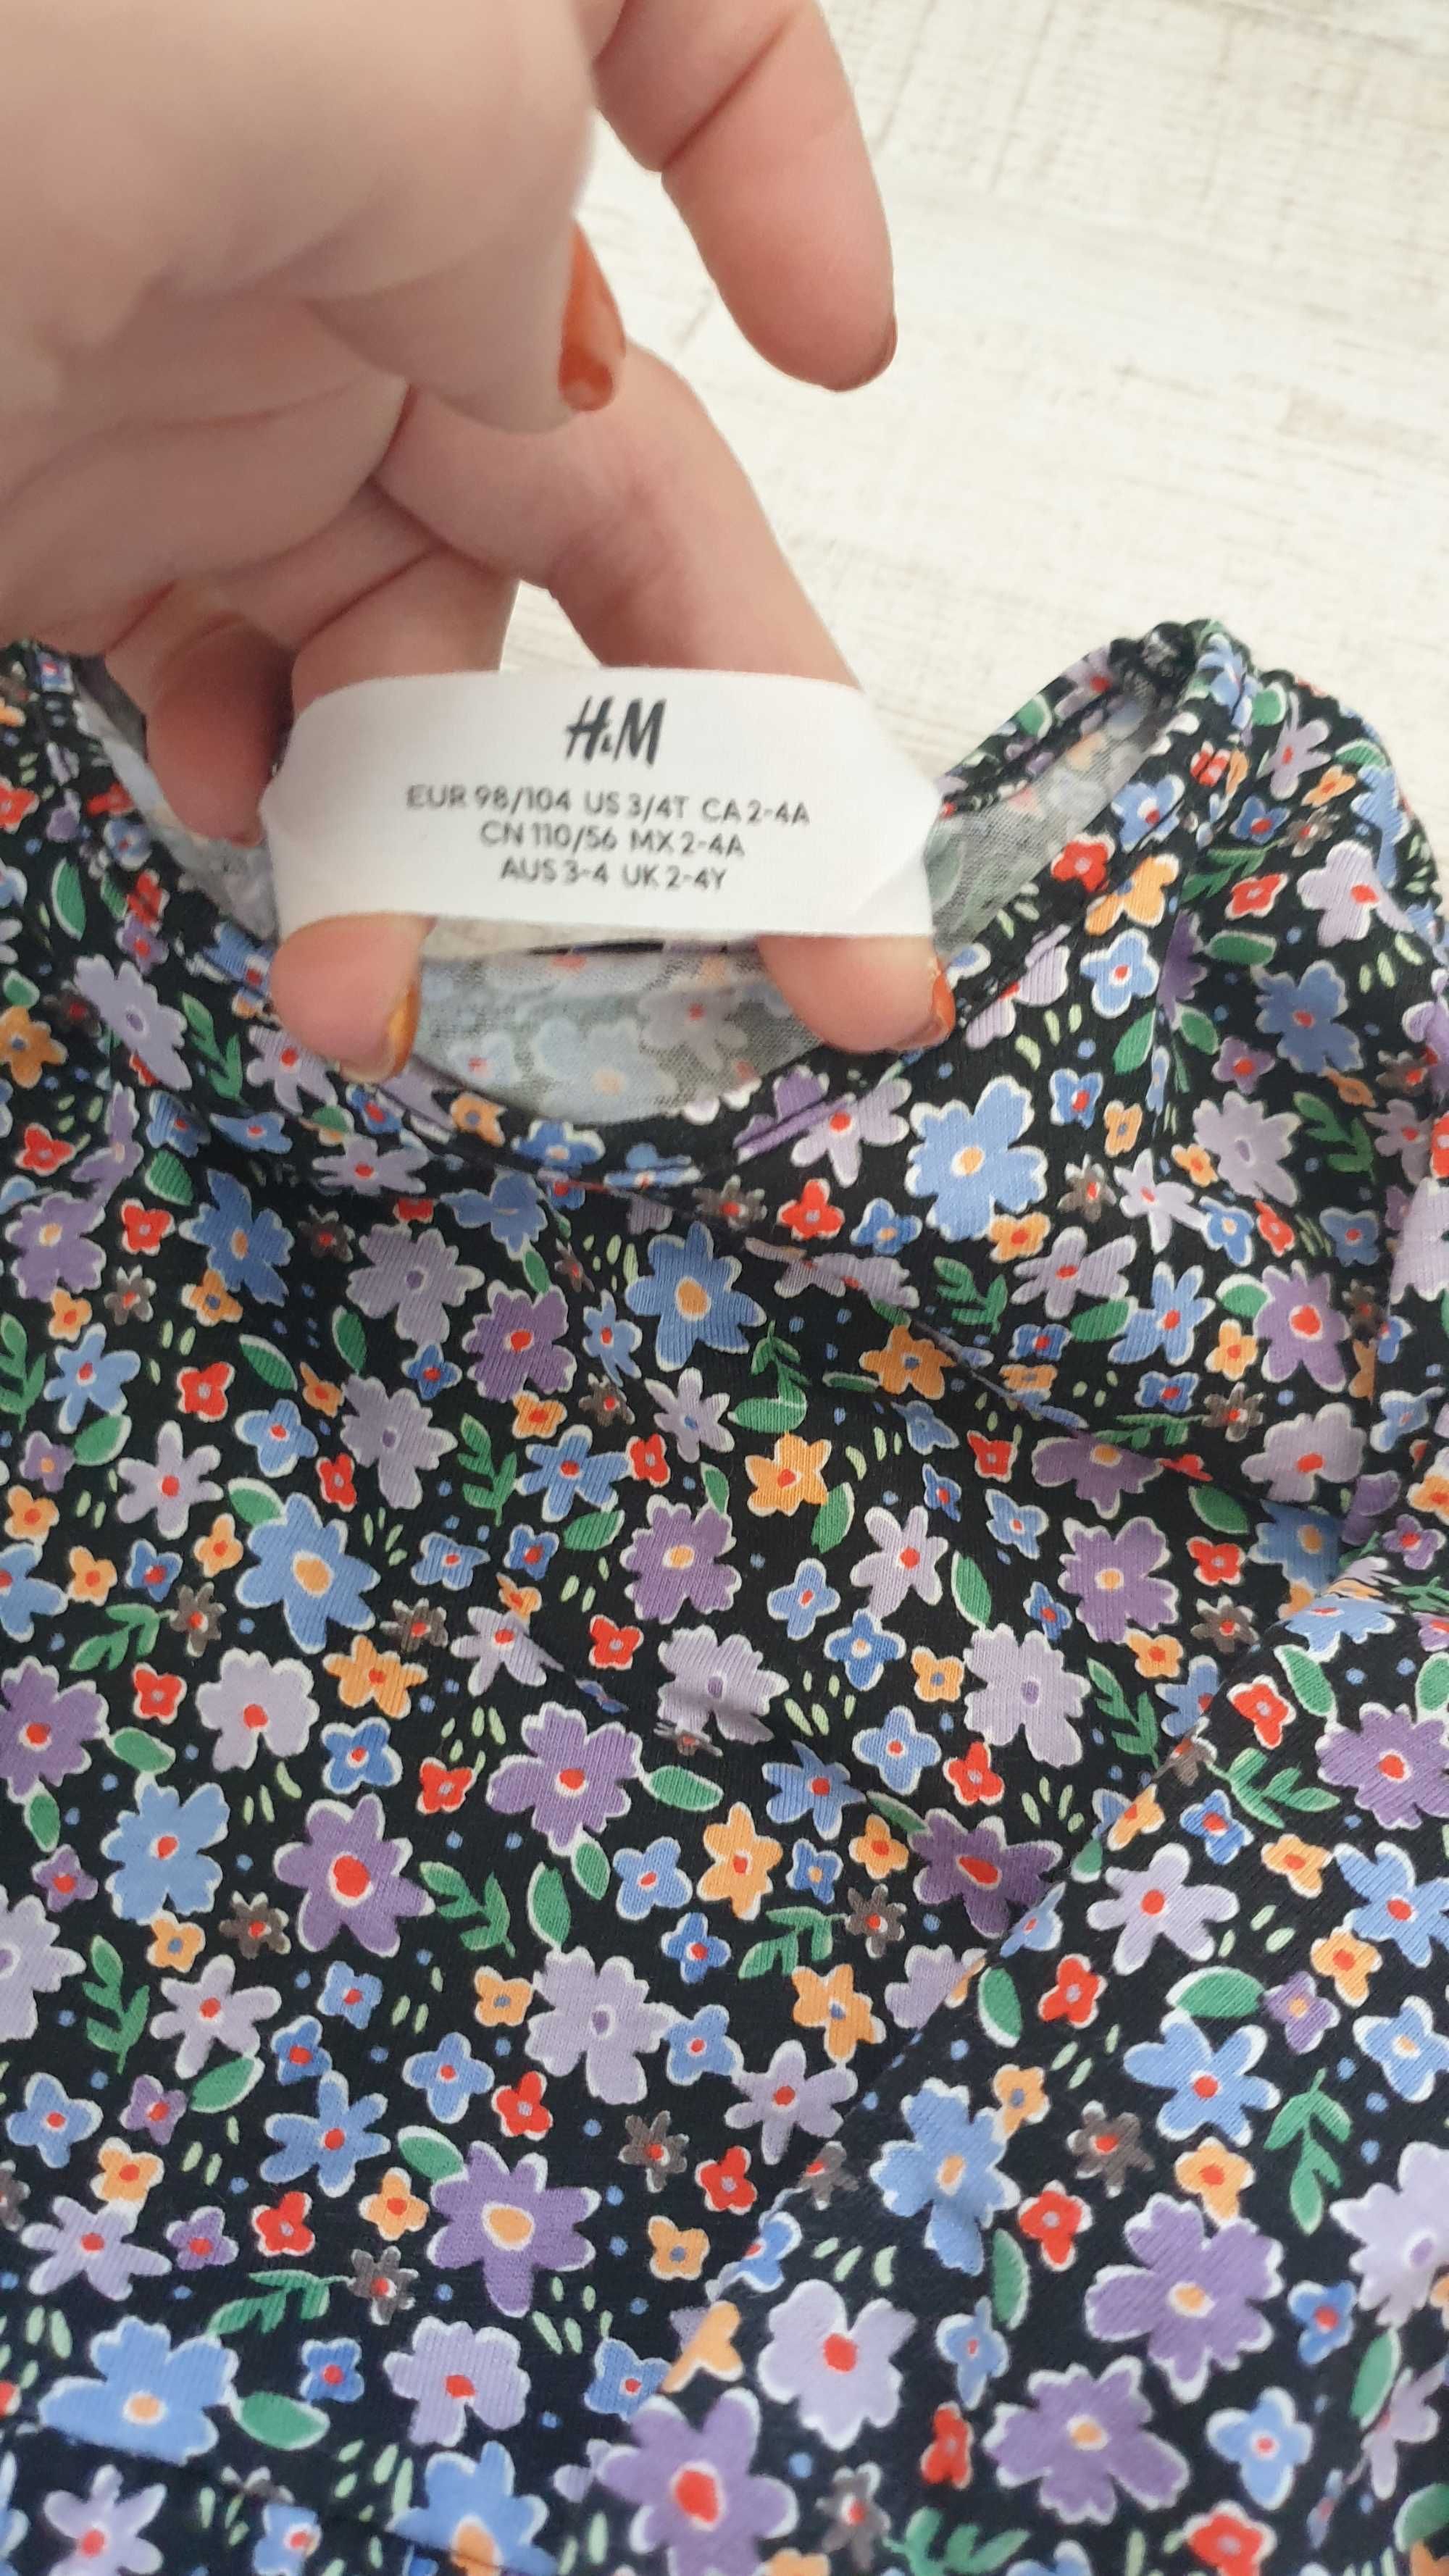 H&M
EUR 98/104 US 3/4T CA 2-4A
CN 110/56 MX 2-4A
AUS 3-4 UK 2-4Y